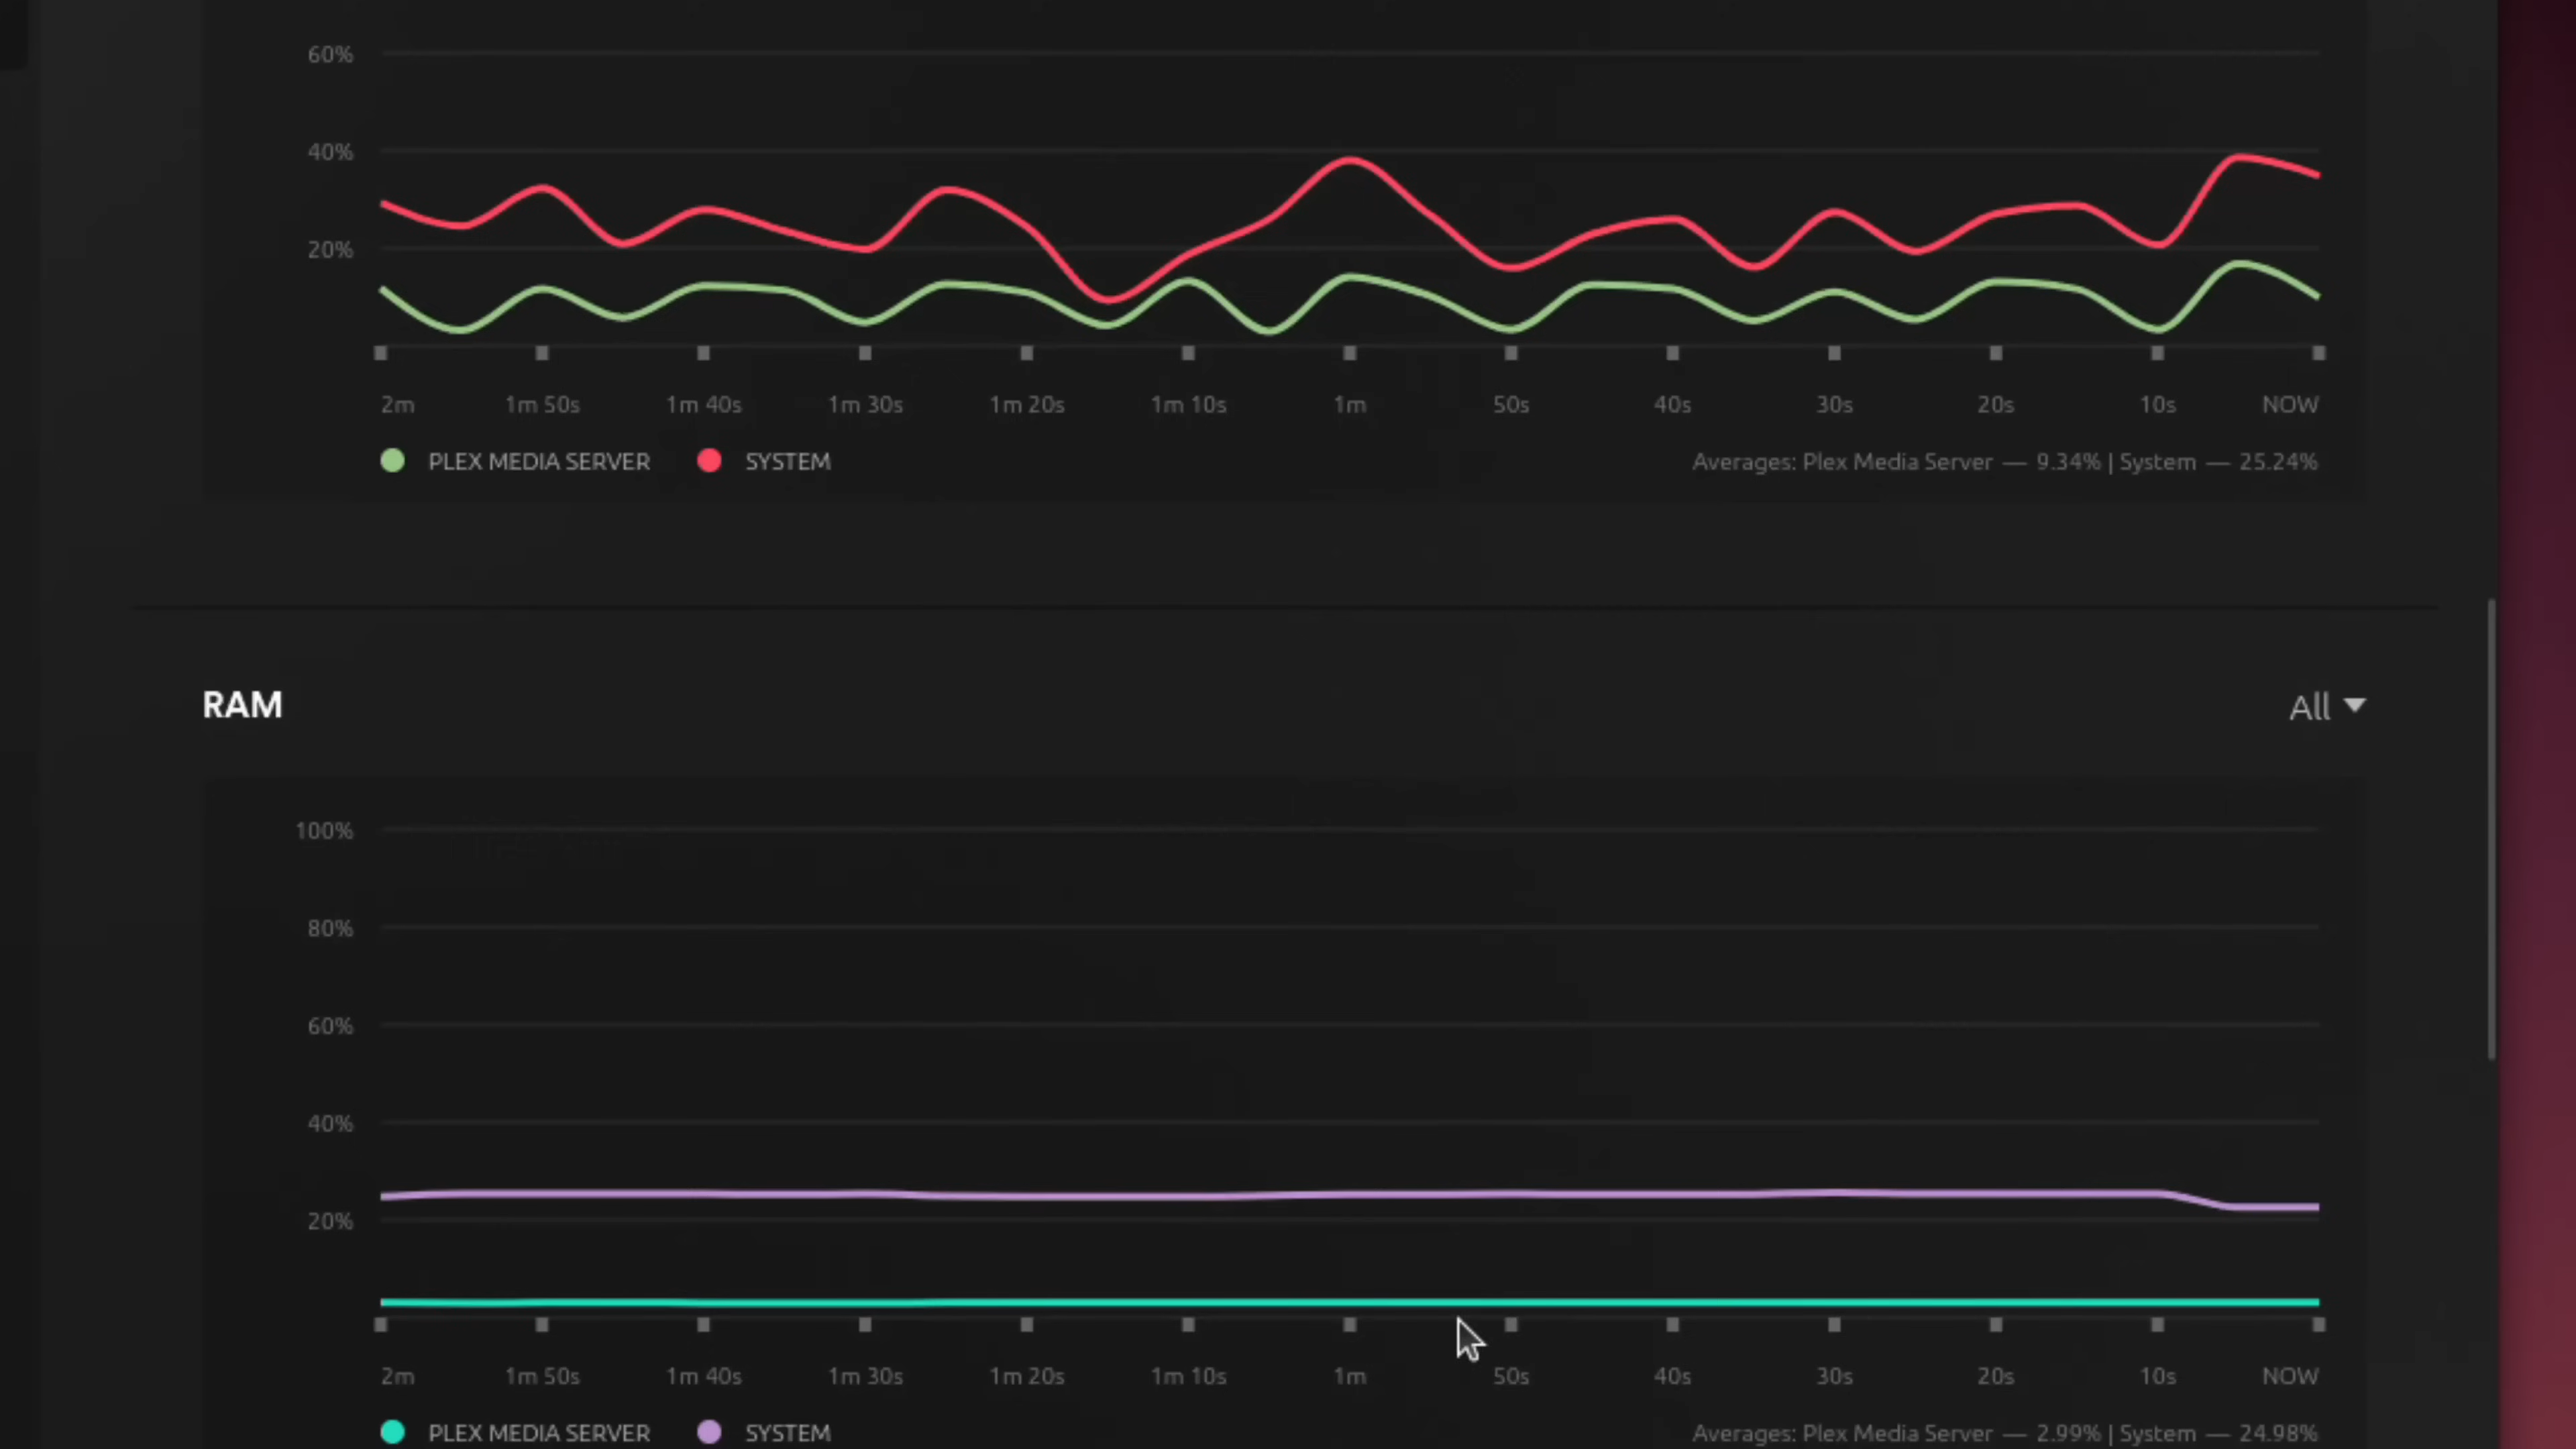 60%
40%
20%
2m 1m 50s 1m 40s 1m 30s 1m 20s 1m 10s 1m 50s 40s 30s 20s 10s NOW
PLEX MEDIA SERVER SYSTEM Averages: Plex Media Server — 9.34% | System — 25.24%
RAM All
100%
80%
60%
40%
20%
2m 1m 50s 1m 40s 1m 30s 1m 20s 1m 10s 1m 50s 40s 30s 20s 10s NOW
PLEX MEDIA SERVER SYSTEM Averages: Plex Media Server — 2.99% | System — 24.98%